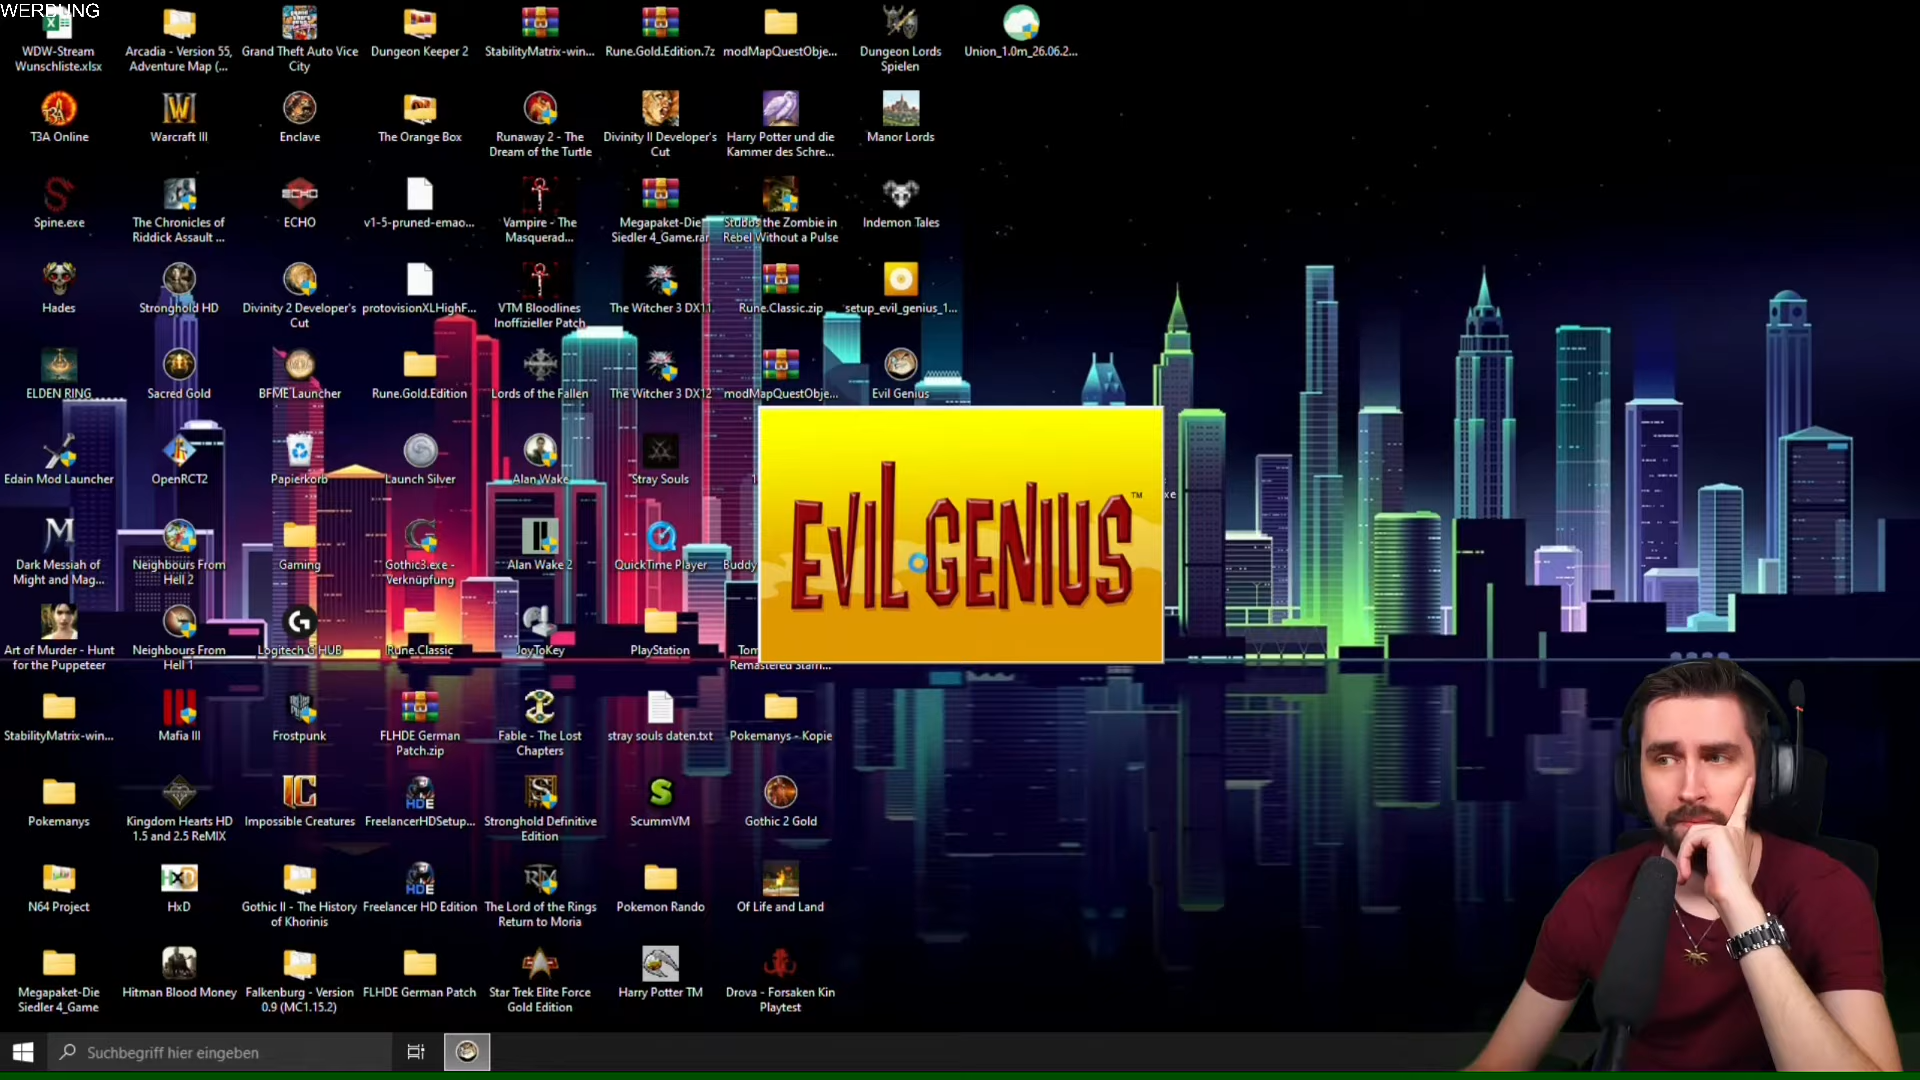 WERBUNG
WDW-Stream
Wunschliste.xlsx
Arcadia - Version 55,
Adventure Map (...
Grand Theft Auto Vice
City
Dungeon Keeper 2
StabilityMatrix-win...
Rune.Gold.Edition.7z
modMapQuestObje...
Dungeon Lords
Spielen
Union_1.0m_26.06.2...
T3A Online
Warcraft III
Enclave
The Orange Box
Runaway 2 - The
Dream of the Turtle
Divinity II Developer's
Cut
Harry Potter und die
Kammer des Schre...
Manor Lords
Spine.exe
The Chronicles of
Riddick Assault ...
ECHO
v1-5-pruned-emao...
Vampire - The
Masquerad...
Megapaket-Die
Siedler 4_Game.rar
Stubbs the Zombie in
Rebel Without a Pulse
Indemon Tales
Hades
Stronghold HD
Divinity 2 Developer's
Cut
protovisionXLHighF...
VTM Bloodlines
Inoffizieller Patch
The Witcher 3 DX11
Rune.Classic.zip
setup_evil_genius_1...
ELDEN RING
Sacred Gold
BFME Launcher
Rune.Gold.Edition
Lords of the Fallen
The Witcher 3 DX12
modMapQuestObje...
Evil Genius
EVIL GENIUS™
Edain Mod Launcher
OpenRCT2
Papierkorb
Launch Silver
Alan Wake
Stray Souls
xe
Dark Messiah of
Might and Mag...
Neighbours From
Hell 2
Gaming
Gothic3.exe -
Verknüpfung
Alan Wake 2
QuickTime Player
Buddy
Art of Murder - Hunt
for the Puppeteer
Neighbours From
Hell 1
Logitech G HUB
Rune.Classic
JoyToKey
PlayStation
Tom
Remastered Starr...
StabilityMatrix-win...
Mafia III
Frostpunk
FLHDE German
Patch.zip
Fable - The Lost
Chapters
stray souls daten.txt
Pokemanys - Kopie
Pokemanys
Kingdom Hearts HD
1.5 and 2.5 ReMIX
Impossible Creatures
FreelancerHDSetup...
Stronghold Definitive
Edition
ScummVM
Gothic 2 Gold
N64 Project
HxD
Gothic II - The History
of Khorinis
Freelancer HD Edition
The Lord of the Rings
Return to Moria
Pokemon Rando
Of Life and Land
Megapaket-Die
Siedler 4_Game
Hitman Blood Money
Falkenburg - Version
0.9 (MC1.15.2)
FLHDE German Patch
Star Trek Elite Force
Gold Edition
Harry Potter TM
Drova - Forsaken Kin
Playtest
Suchbegriff hier eingeben